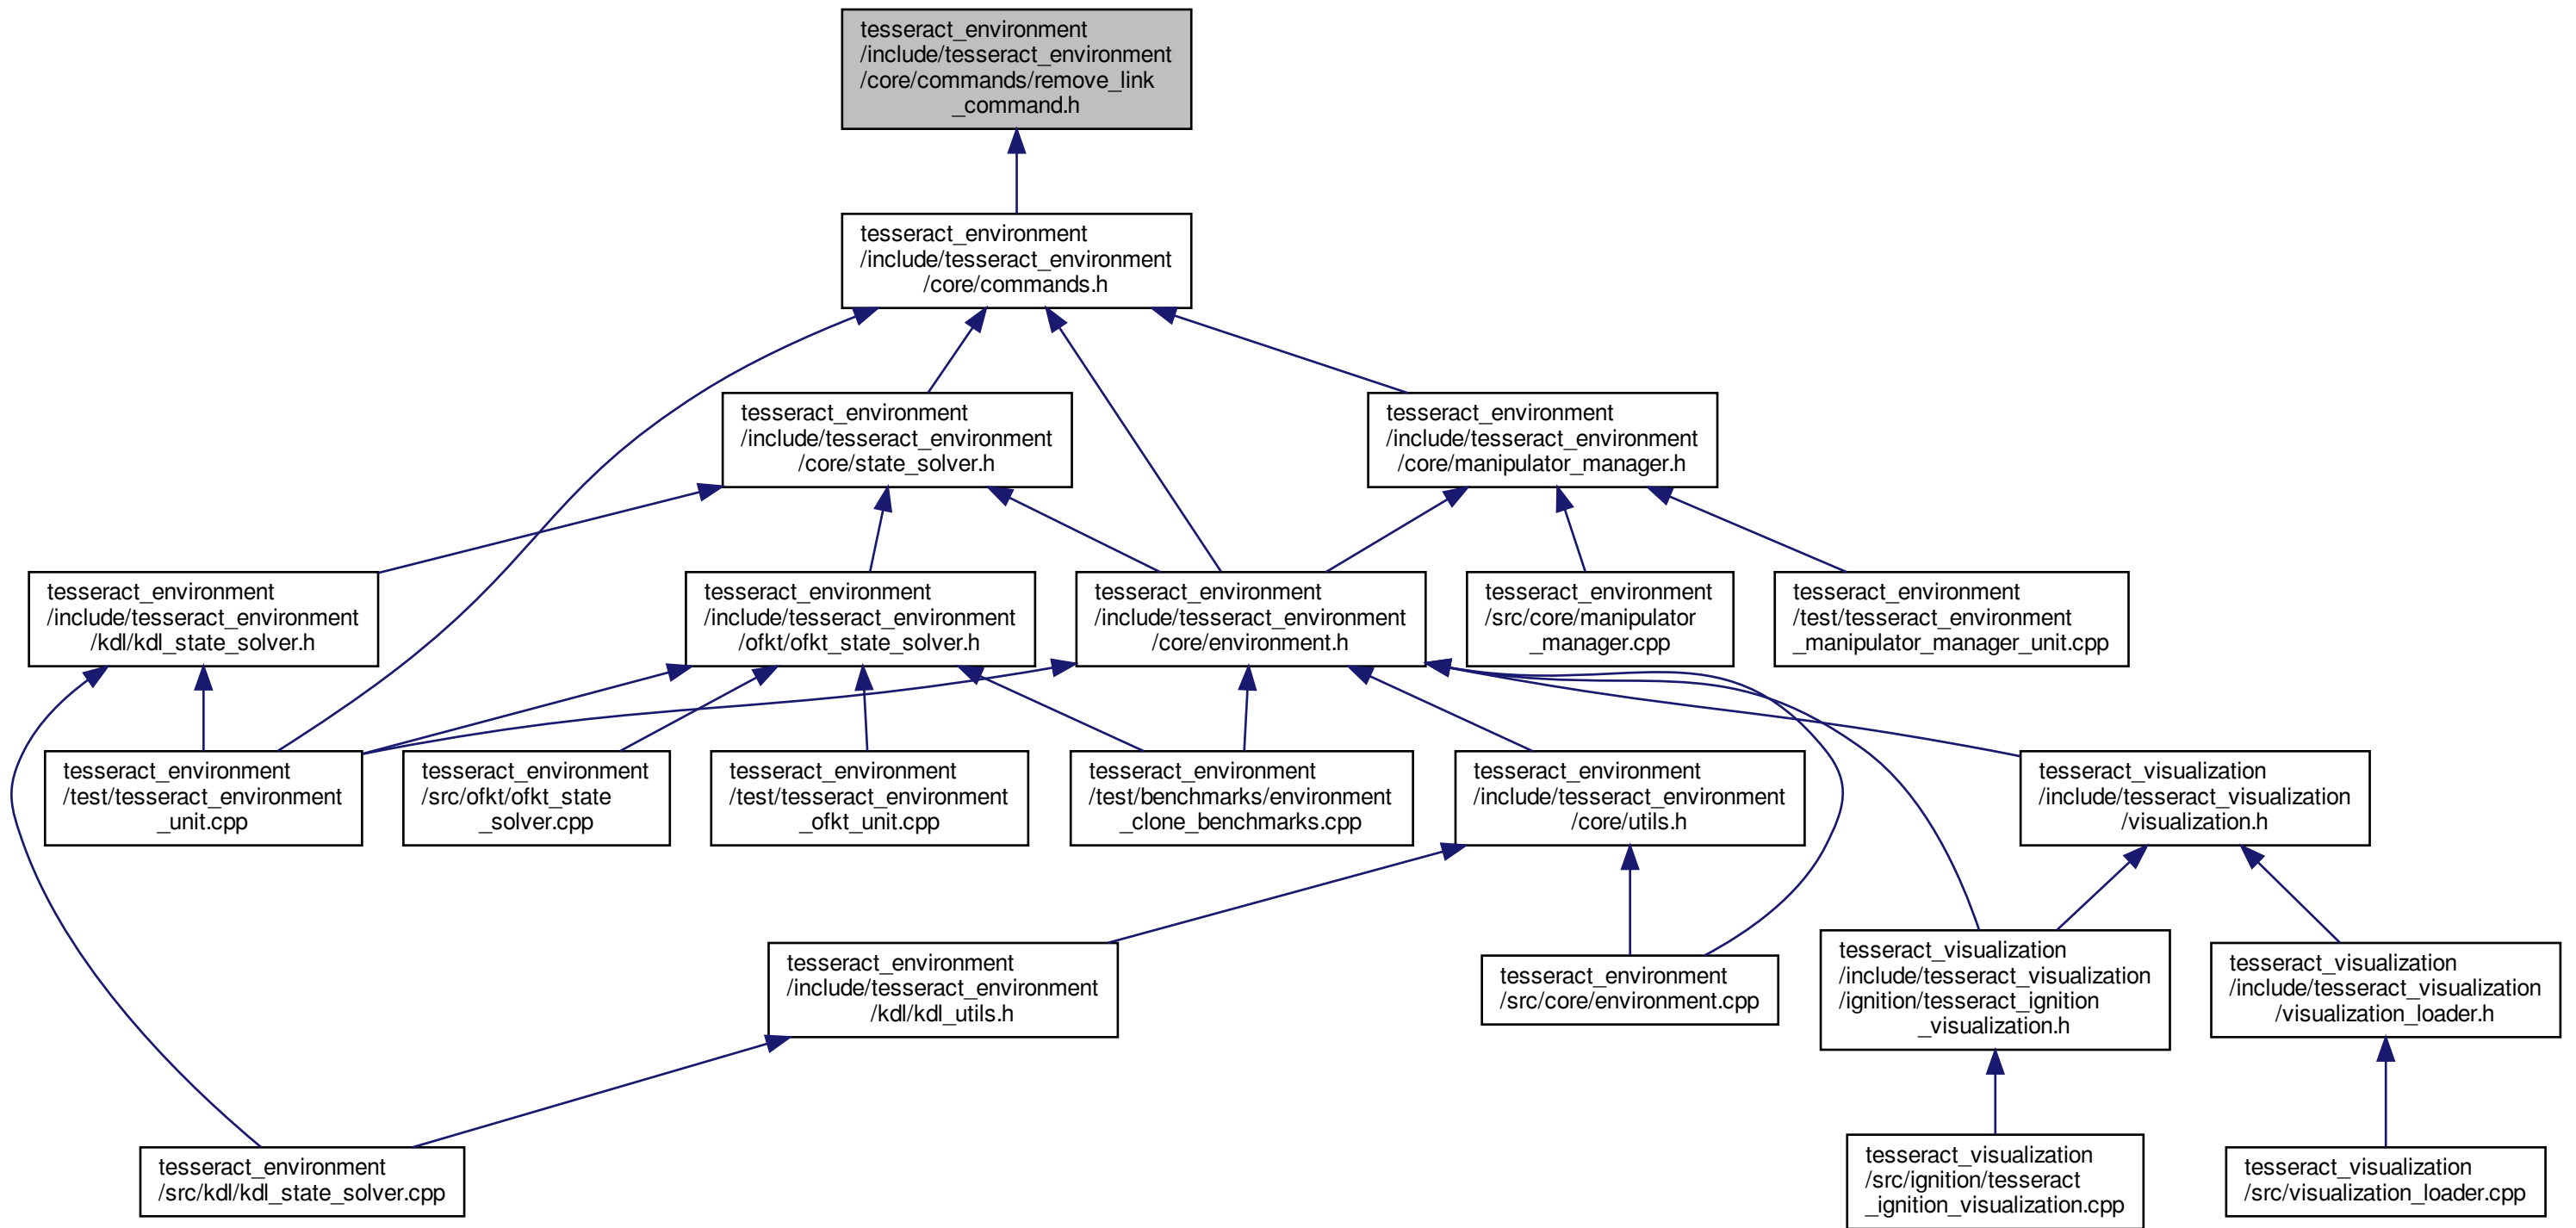 tesseract_environment
/include/tesseract_environment
/core/commands/remove_link
_command.h
tesseract_environment
/include/tesseract_environment
/core/commands.h
tesseract_environment
/include/tesseract_environment
/core/state_solver.h
tesseract_environment
/include/tesseract_environment
/core/manipulator_manager.h
tesseract_environment
/include/tesseract_environment
/kdl/kdl_state_solver.h
tesseract_environment
/include/tesseract_environment
/ofkt/ofkt_state_solver.h
tesseract_environment
/include/tesseract_environment
/core/environment.h
tesseract_environment
/src/core/manipulator
_manager.cpp
tesseract_environment
/test/tesseract_environment
_manipulator_manager_unit.cpp
tesseract_environment
/test/tesseract_environment
_unit.cpp
tesseract_environment
/src/ofkt/ofkt_state
_solver.cpp
tesseract_environment
/test/tesseract_environment
_ofkt_unit.cpp
tesseract_environment
/test/benchmarks/environment
_clone_benchmarks.cpp
tesseract_environment
/include/tesseract_environment
/core/utils.h
tesseract_visualization
/include/tesseract_visualization
/visualization.h
tesseract_environment
/include/tesseract_environment
/kdl/kdl_utils.h
tesseract_environment
/src/core/environment.cpp
tesseract_visualization
/include/tesseract_visualization
/ignition/tesseract_ignition
_visualization.h
tesseract_visualization
/include/tesseract_visualization
/visualization_loader.h
tesseract_environment
/src/kdl/kdl_state_solver.cpp
tesseract_visualization
/src/ignition/tesseract
_ignition_visualization.cpp
tesseract_visualization
/src/visualization_loader.cpp